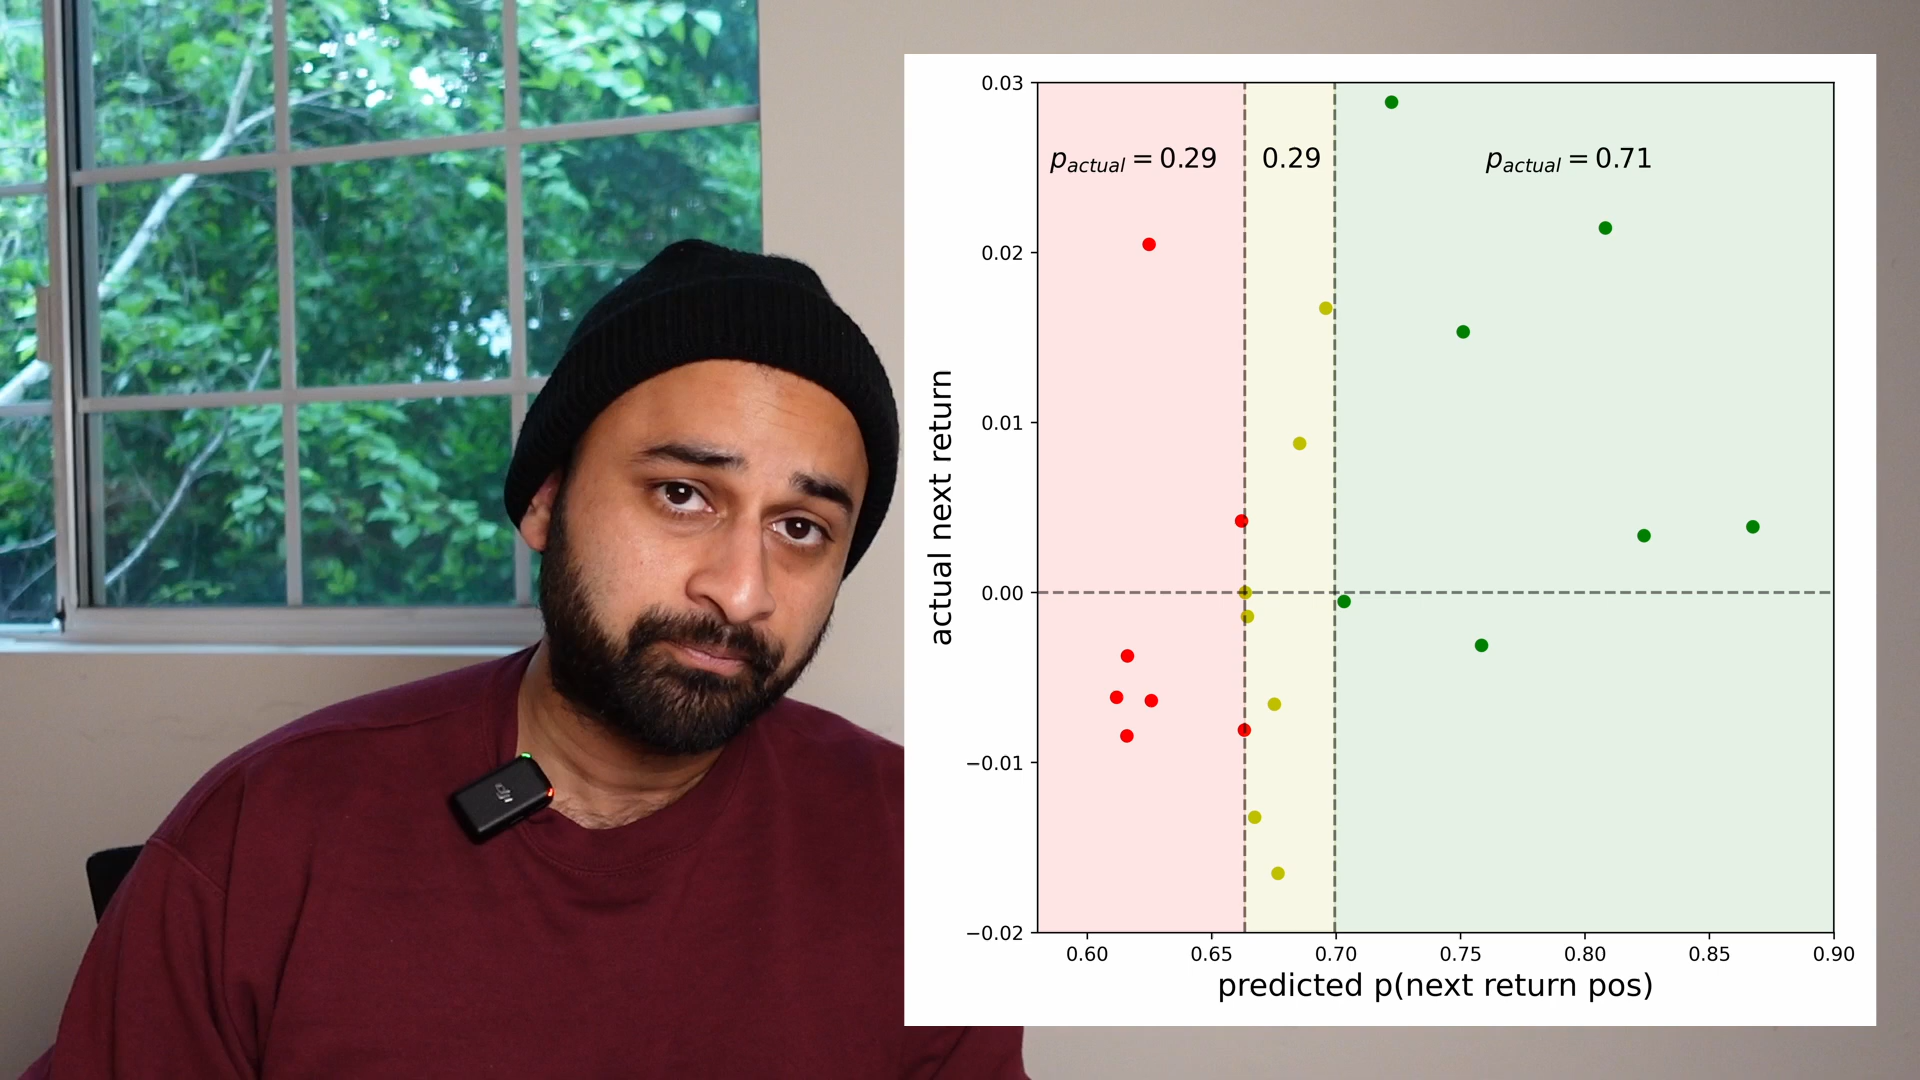 0.03
0.02
0.01
0.00
−0.01
−0.02
actual next return
p_actual = 0.29
0.29
p_actual = 0.71
0.60 0.65 0.70 0.75 0.80 0.85 0.90
predicted p(next return pos)